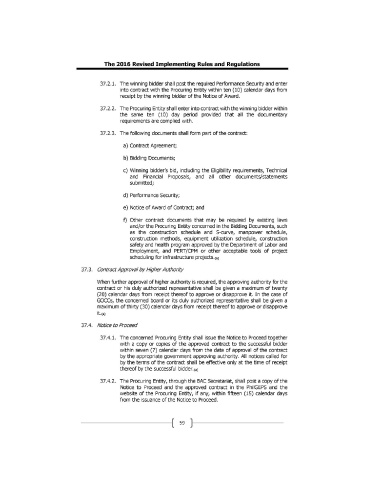 The 2016 Revised Implementing Rules and Regulations
37.2.1. The winning bidder shall post the required Performance Security and enter
into contract with the Procuring Entity within ten (10) calendar days from
receipt by the winning bidder of the Notice of Award.
37.2.2. The Procuring Entity shall enter into contract with the winning bidder within
the same ten (10) day period provided that all the documentary
requirements are complied with.
37.2.3. The following documents shall form part of the contract:
a) Contract Agreement;
b) Bidding Documents;
c) Winning bidder's bid, including the Eligibility requirements, Technical
and Financial Proposals, and all other documents/statements
submitted;
d) Performance Security;
e) Notice of Award of Contract; and
f) Other contract documents that may be required by existing laws
and/or the Procuring Entity concerned in the Bidding Documents, such
as the construction schedule and S-curve, manpower schedule,
construction methods, equipment utilization schedule, construction
safety and health program approved by the Department of Labor and
Employment, and PERT/CPM or other acceptable tools of project
scheduling for infrastructure projects.
37.3. Contract Approval by Higher Authority
When further approval of higher authority is required, the approving authority for the
contract or his duly authorized representative shall be given a maximum of twenty
(20) calendar days from receipt thereof to approve or disapprove it. In the case of
GOCCs, the concerned board or its duly authorized representative shall be given a
maximum of thirty (30) calendar days from receipt thereof to approve or disapprove
it.
37.4. Notice to Proceed
37.4.1. The concerned Procuring Entity shall issue the Notice to Proceed together
with a copy or copies of the approved contract to the successful bidder
within seven (7) calendar days from the date of approval of the contract
by the appropriate government approving authority. All notices called for
by the terms of the contract shall be effective only at the time of receipt
thereof by the successful bidder.
37.4.2. The Procuring Entity, through the BAC Secretariat, shall post a copy of the
Notice to Proceed and the approved contract in the PhilGEPS and the
website of the Procuring Entity, if any, within fifteen (15) calendar days
from the issuance of the Notice to Proceed.